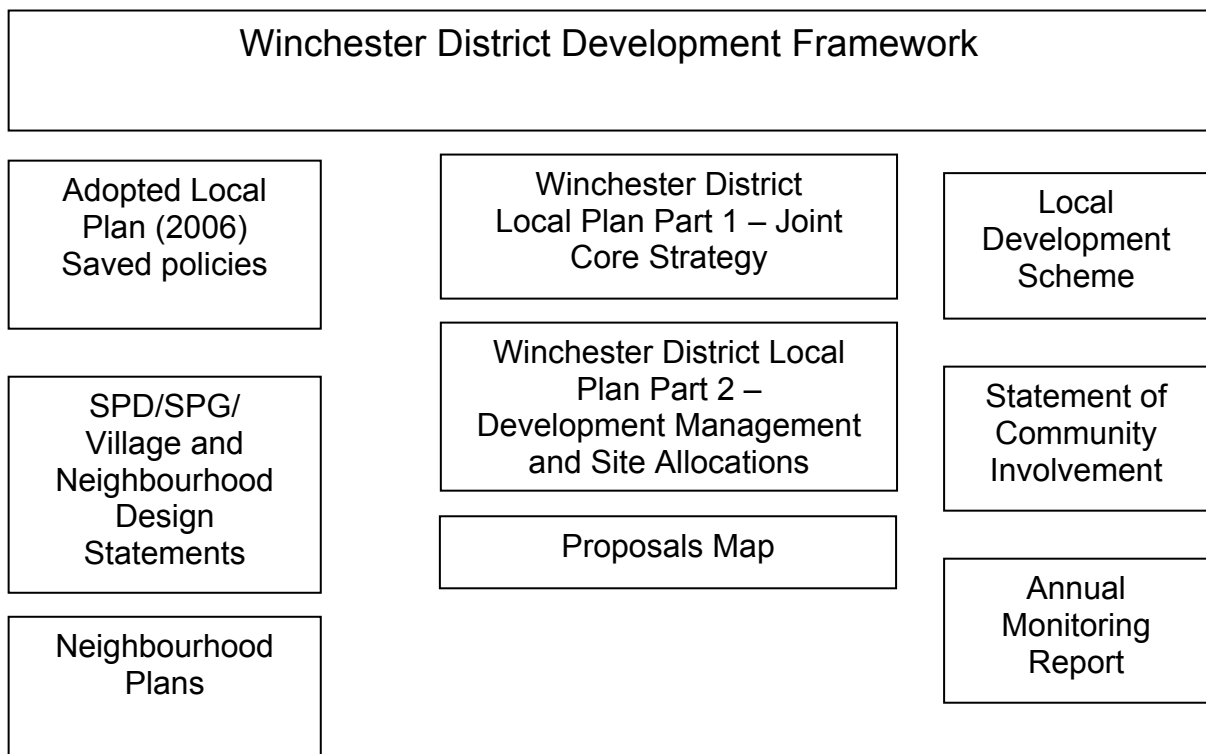 Winchester District Development Framework
Adopted Local
Plan (2006)
Saved policies
SPD/SPG/
Village and
Neighbourhood
Design
Statements
Neighbourhood
Plans
Winchester District
Local Plan Part 1 – Joint
Core Strategy
Winchester District Local
Plan Part 2 –
Development Management
and Site Allocations
Proposals Map
Local
Development
Scheme
Statement of
Community
Involvement
Annual
Monitoring
Report